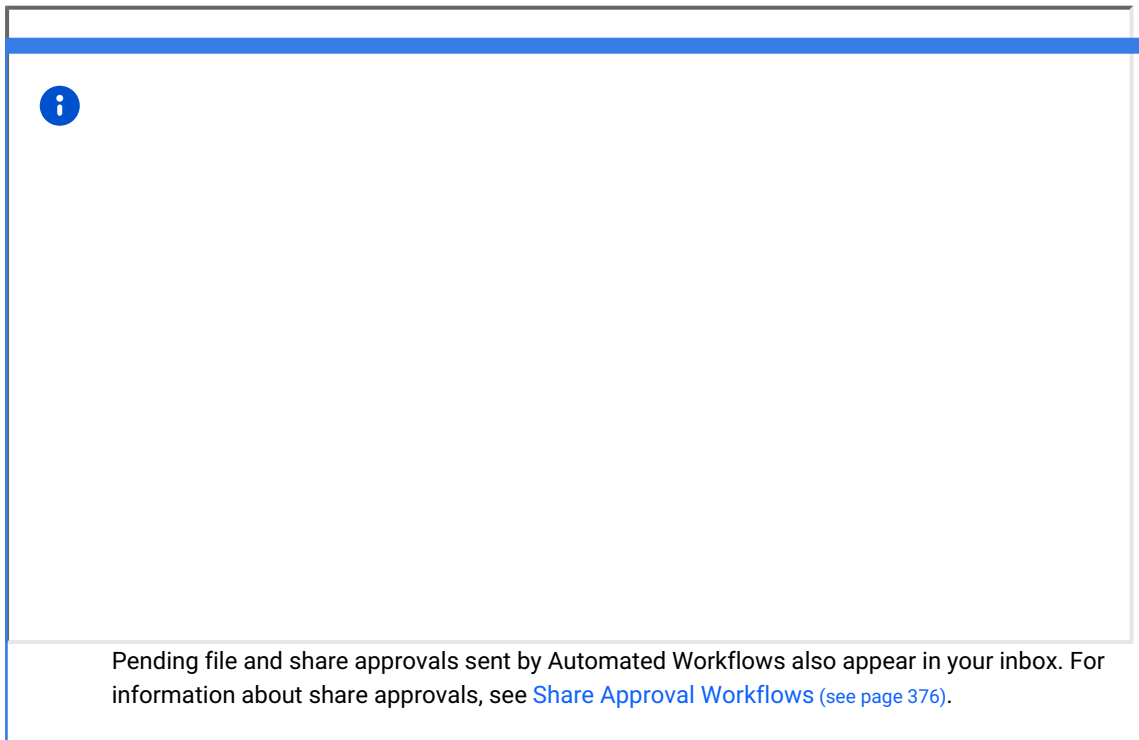 Pending file and share approvals sent by Automated Workflows also appear in your inbox. For
information about share approvals, see Share Approval Workflows (see page 376).